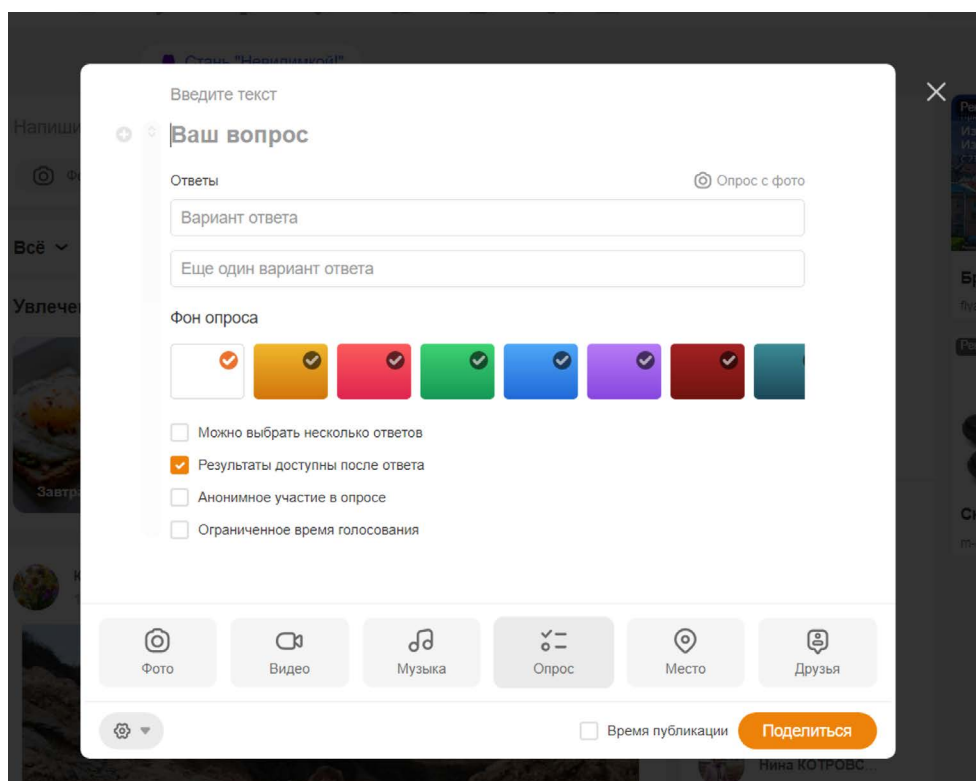 Стань "Невидимкой!"
Введите текст
Напиши
Ваш вопрос
Ответы
Опрос с фото
Вариант ответа
Всё
Еще один вариант ответа
Фон опроса
Можно выбрать несколько ответов
Результаты доступны после ответа
Анонимное участие в опросе
Ограниченное время голосования
Фото
Видео
Музыка
Опрос
Место
Друзья
Время публикации
Поделиться